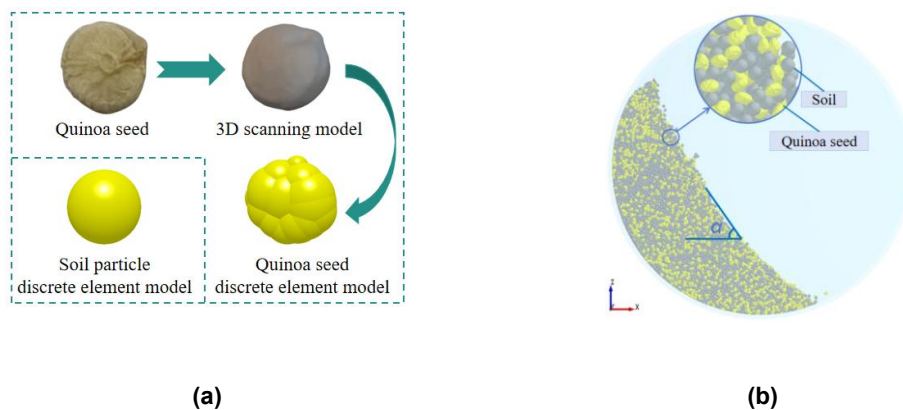 Quinoa seed
3D scanning model
Soil particle
discrete element model
Quinoa seed
discrete element model
(a)
Soil
Quinoa seed
α
z
x
(b)